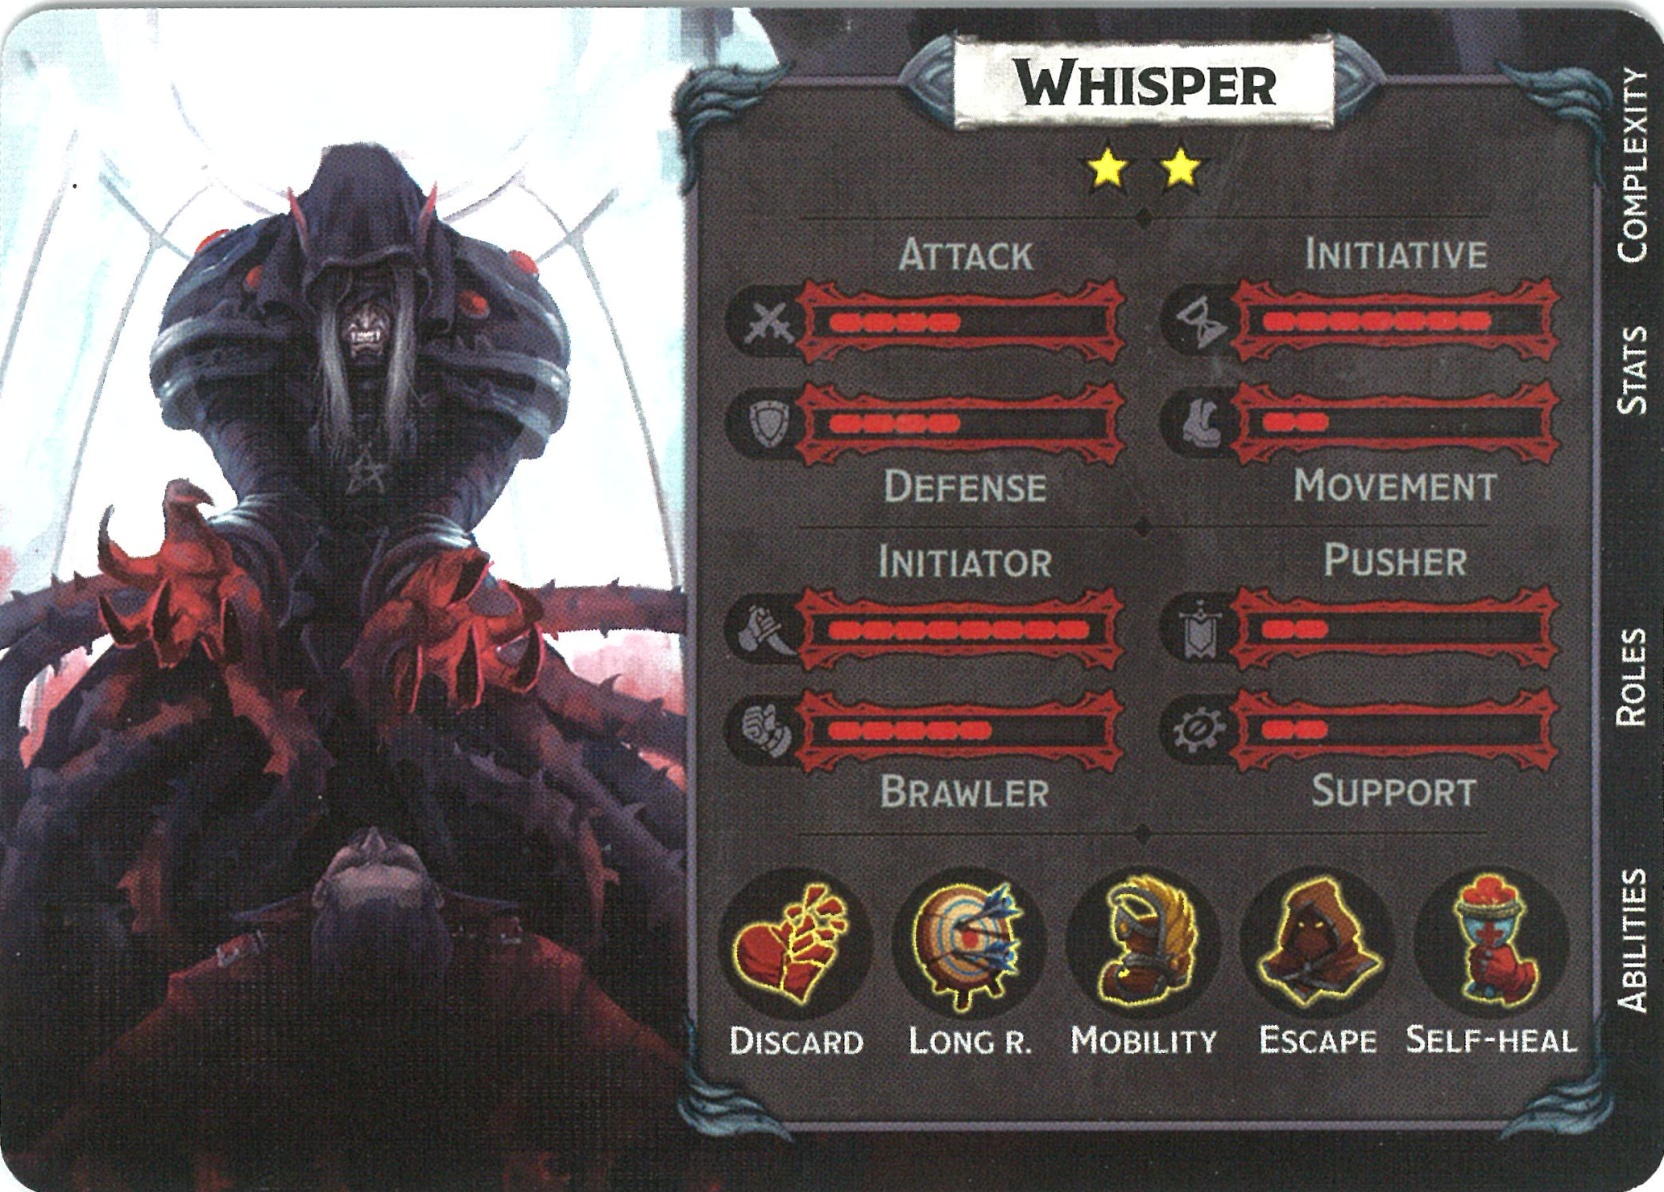 WHISPER
ATTACK
INITIATIVE
DEFENSE
MOVEMENT
INITIATOR
PUSHER
BRAWLER
SUPPORT
DISCARD
LONG R.
MOBILITY
ESCAPE
SELF-HEAL
COMPLEXITY
STATS
ROLES
ABILITIES